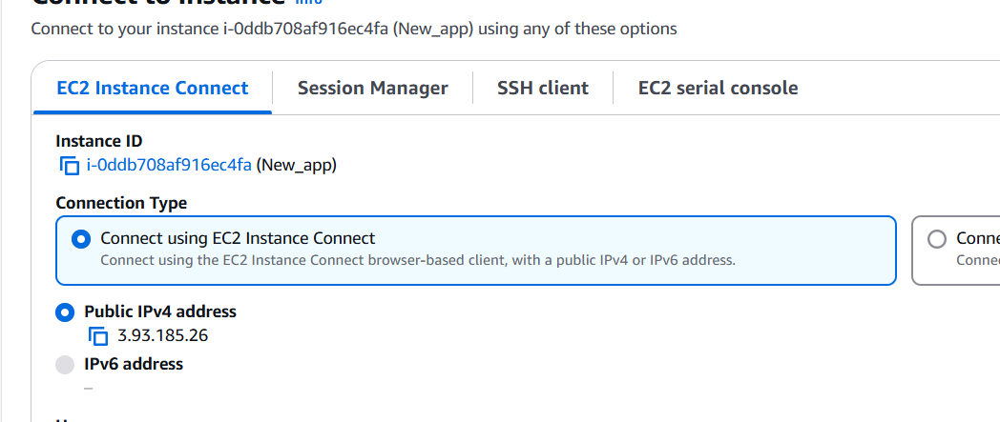 Connect to instance Info
Connect to your instance i-0ddb708af916ec4fa (New_app) using any of these options
EC2 Instance Connect
Session Manager
SSH client
EC2 serial console
Instance ID
i-0ddb708af916ec4fa (New_app)
Connection Type
Connect using EC2 Instance Connect
Connect using the EC2 Instance Connect browser-based client, with a public IPv4 or IPv6 address.
Public IPv4 address
3.93.185.26
IPv6 address
–